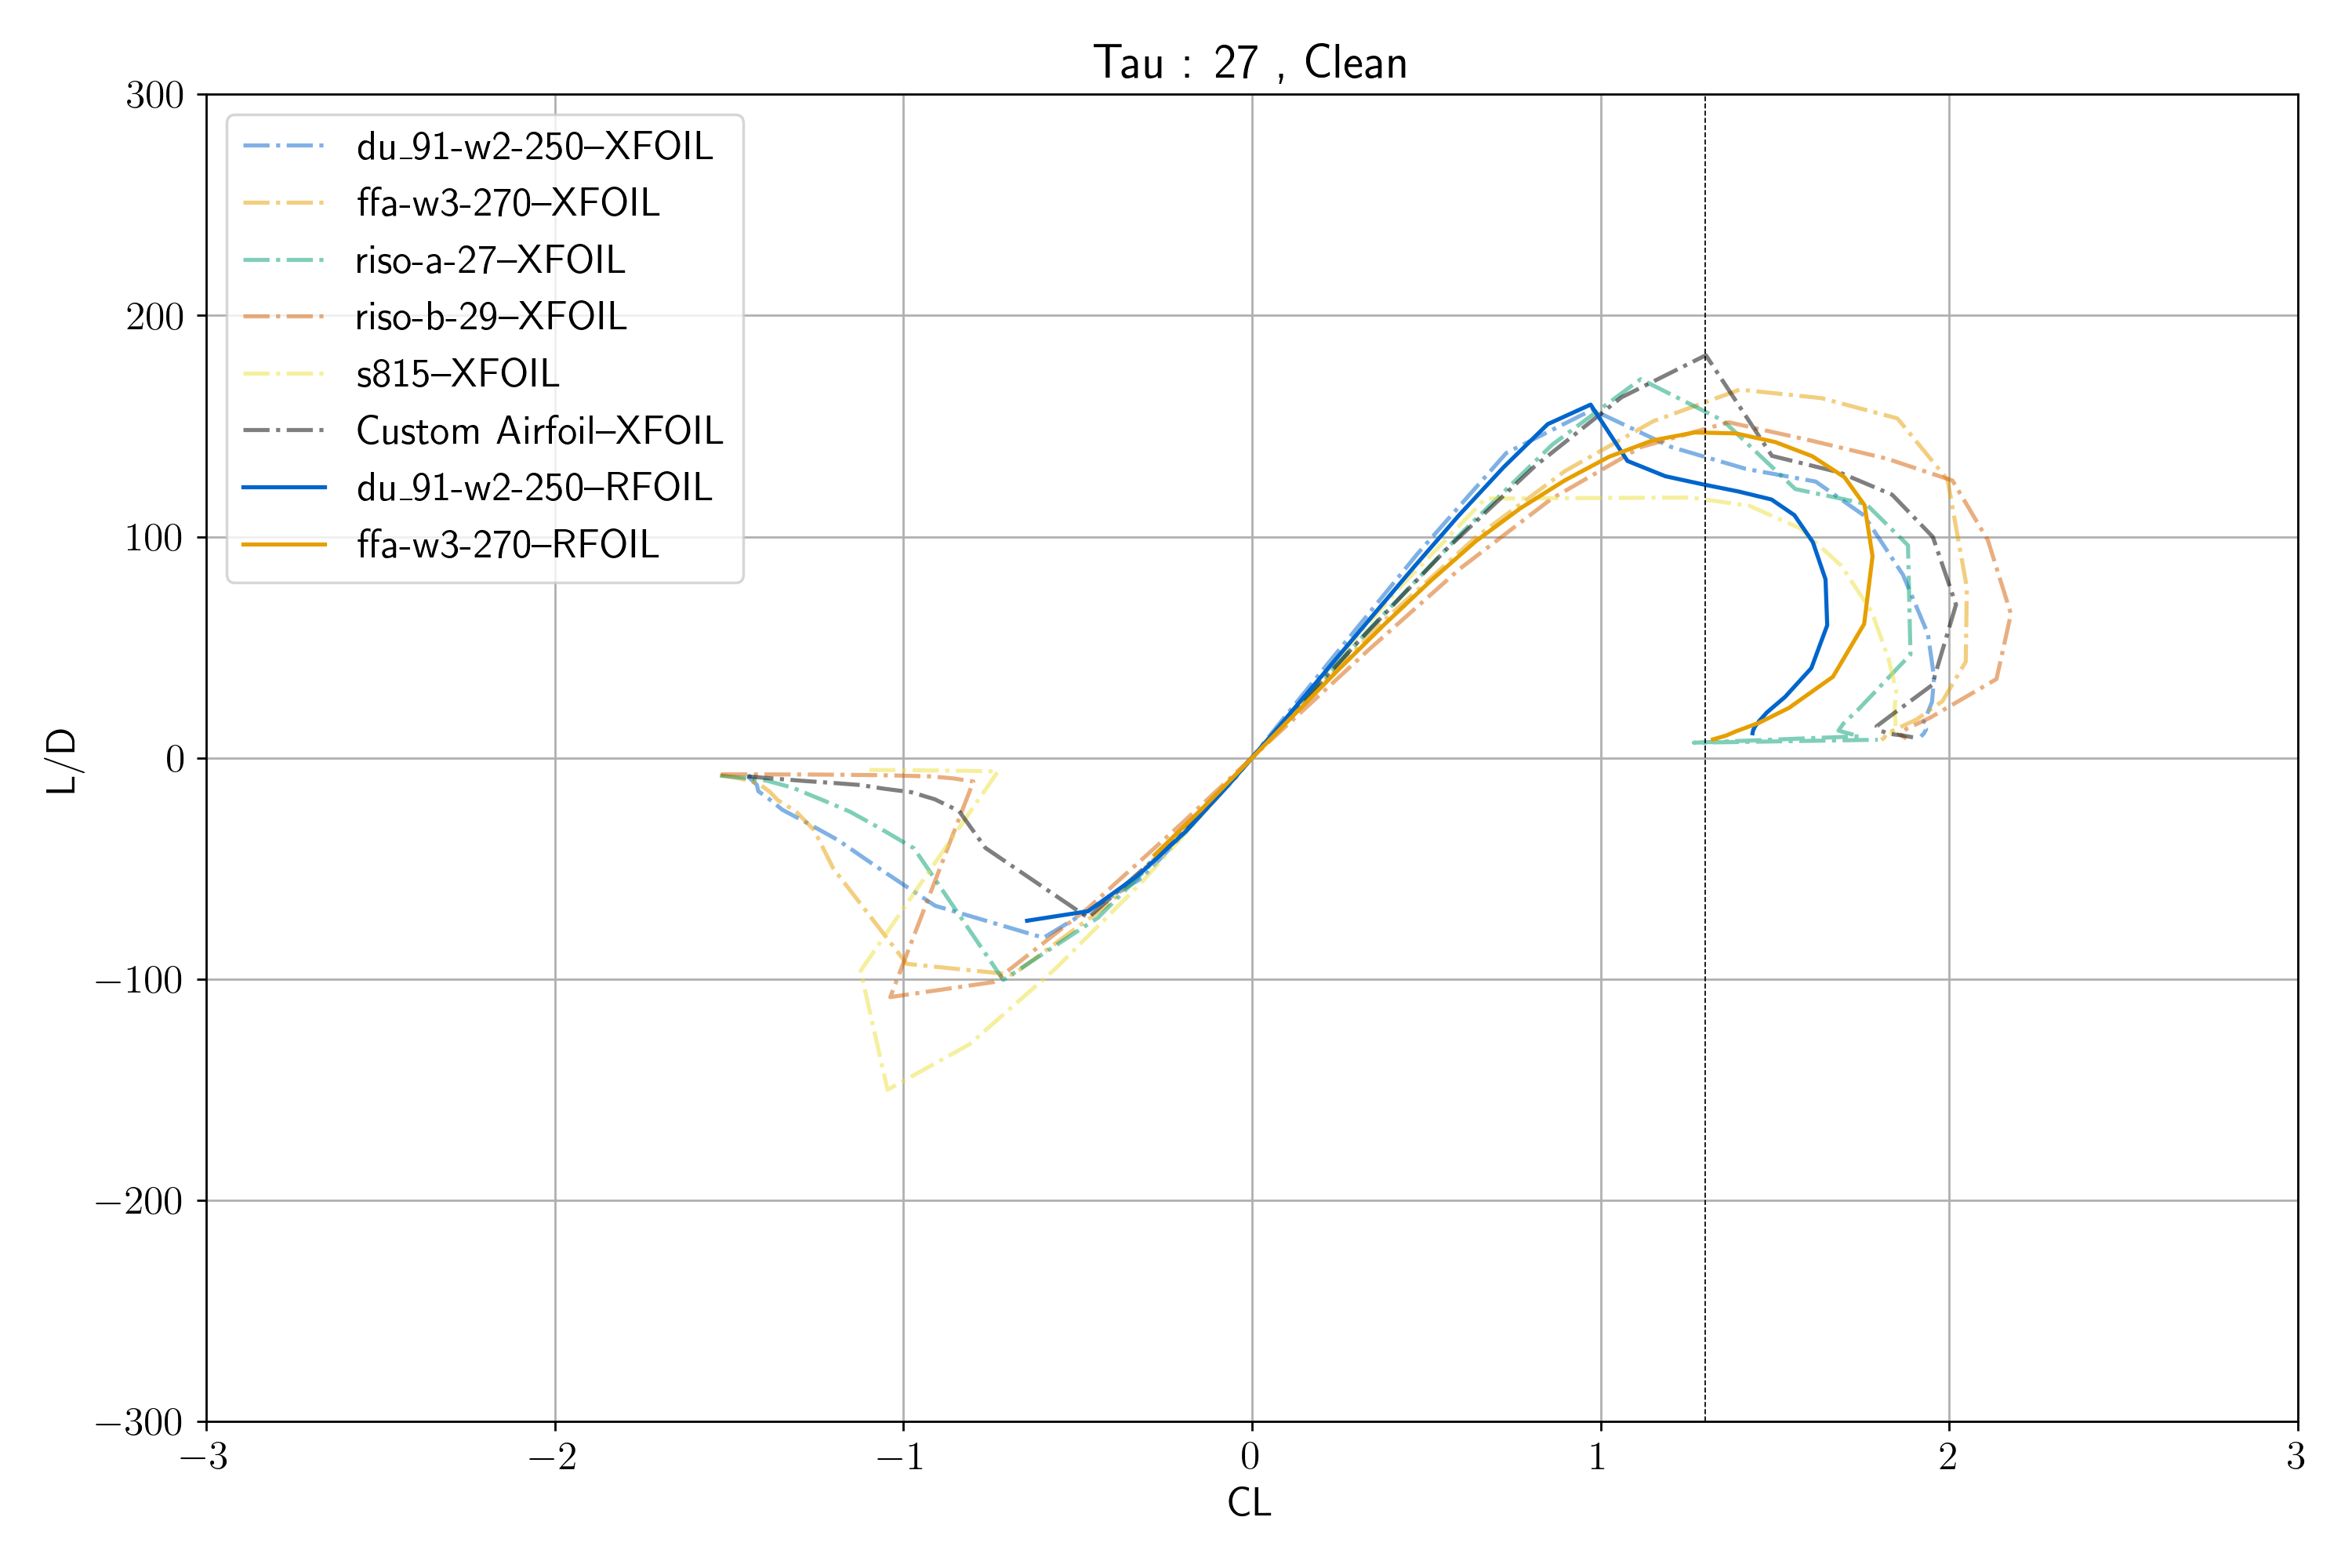 Tau : 27 , Clean
300
200
100
0
−100
−200
−300
L/D
du_91-w2-250–XFOIL
ffa-w3-270–XFOIL
riso-a-27–XFOIL
riso-b-29–XFOIL
s815–XFOIL
Custom Airfoil–XFOIL
du_91-w2-250–RFOIL
ffa-w3-270–RFOIL
−3 −2 −1 0 1 2 3
CL